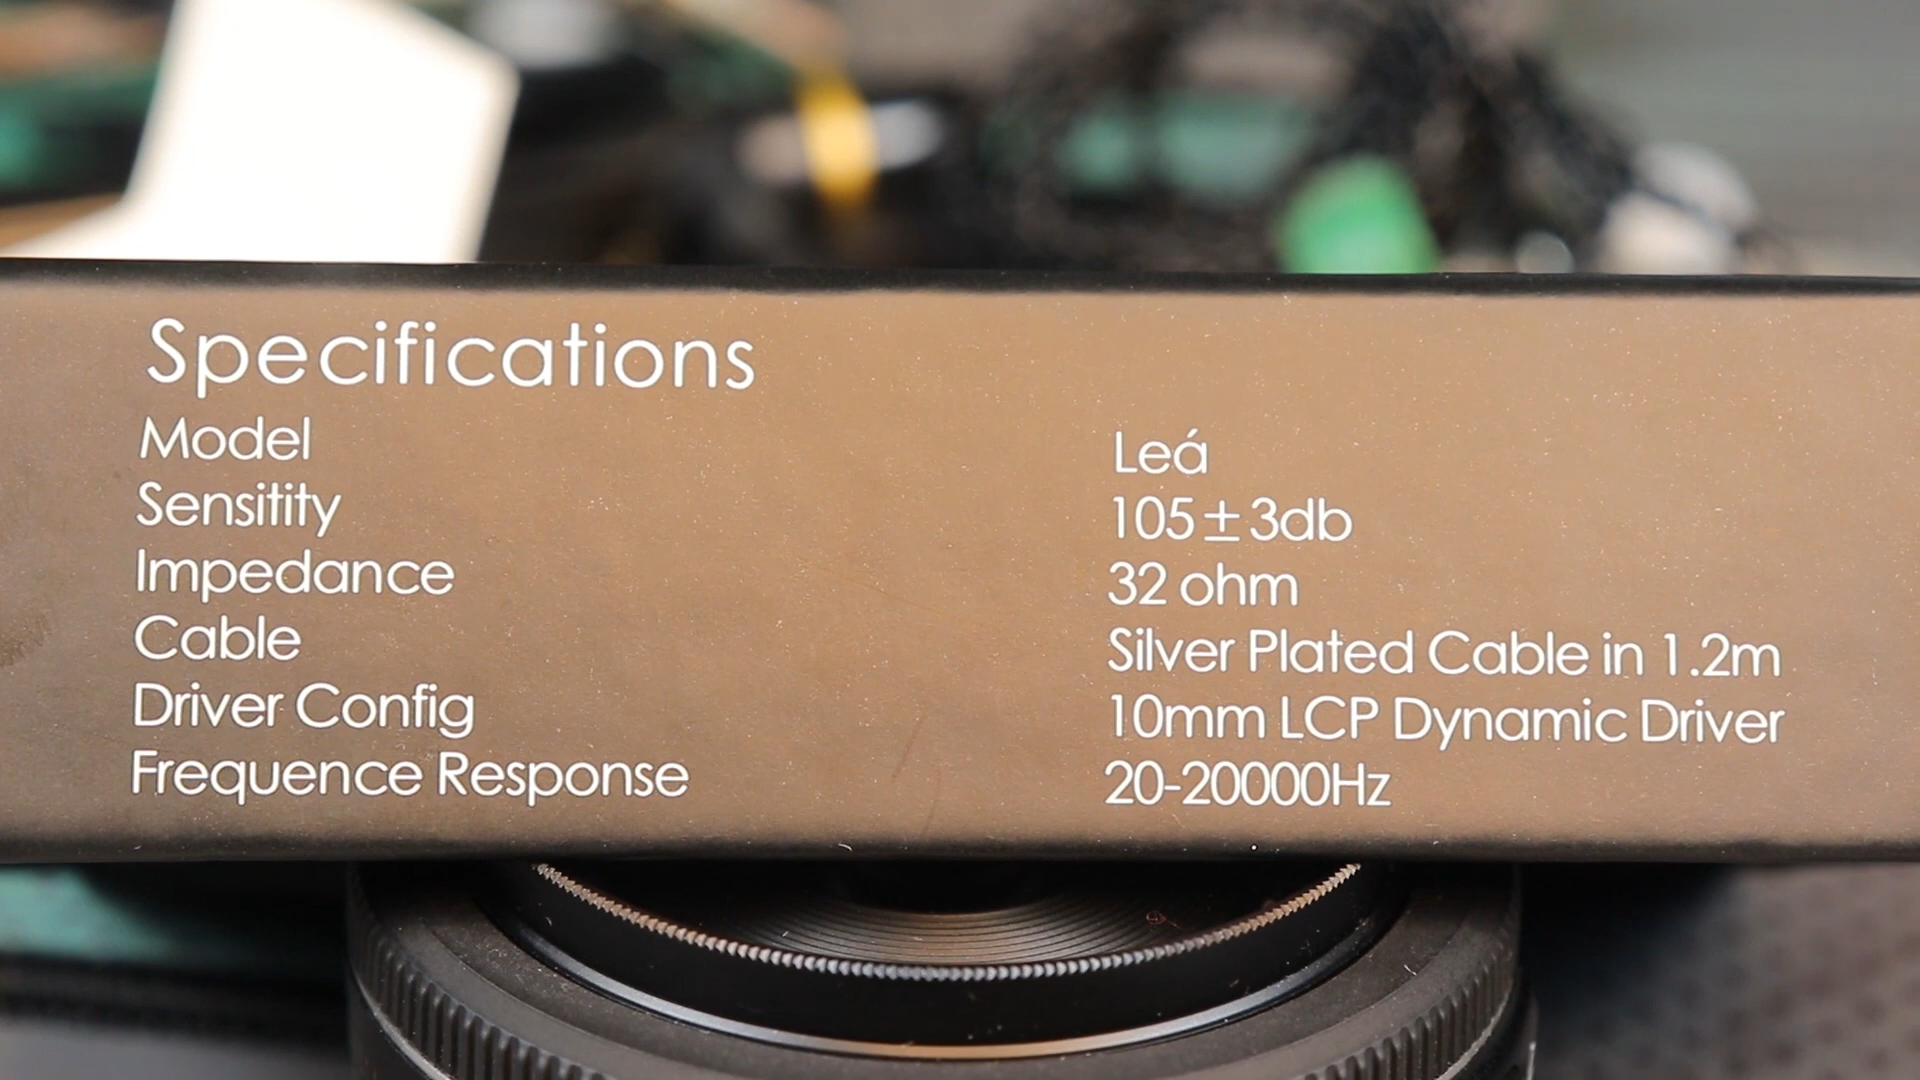 Specifications
Model Leá
Sensitity 105±3db
Impedance 32 ohm
Cable Silver Plated Cable in 1.2m
Driver Config 10mm LCP Dynamic Driver
Frequence Response 20-20000Hz